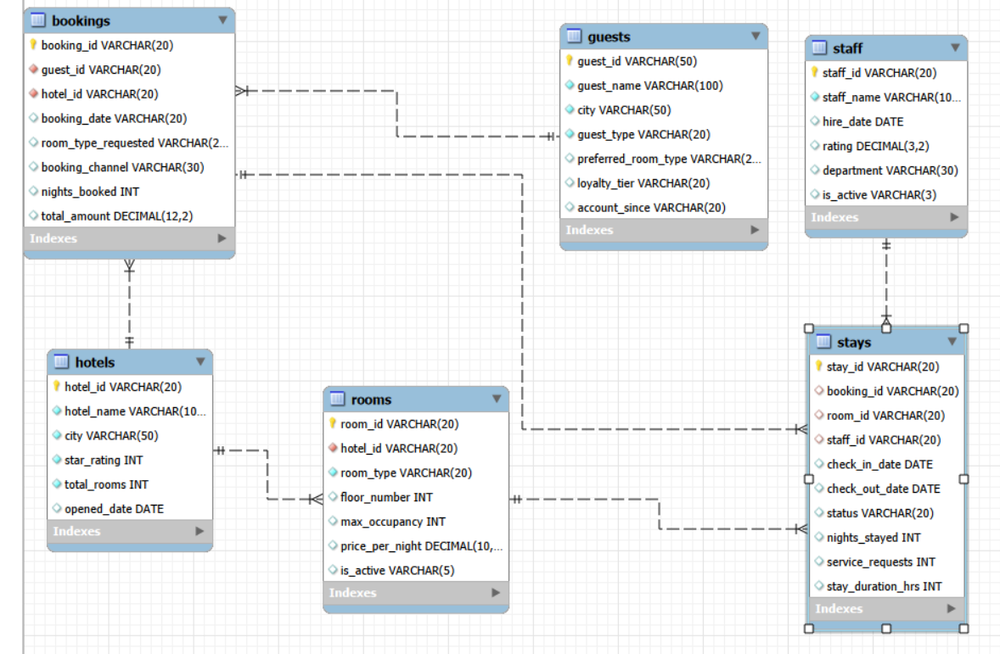 bookings
booking_id VARCHAR(20)
guest_id VARCHAR(20)
hotel_id VARCHAR(20)
booking_date VARCHAR(20)
room_type_requested VARCHAR(2...
booking_channel VARCHAR(30)
nights_booked INT
total_amount DECIMAL(12,2)
Indexes
guests
guest_id VARCHAR(50)
guest_name VARCHAR(100)
city VARCHAR(50)
guest_type VARCHAR(20)
preferred_room_type VARCHAR(2...
loyalty_tier VARCHAR(20)
account_since VARCHAR(20)
Indexes
staff
staff_id VARCHAR(20)
staff_name VARCHAR(10...
hire_date DATE
rating DECIMAL(3,2)
department VARCHAR(30)
is_active VARCHAR(3)
Indexes
hotels
hotel_id VARCHAR(20)
hotel_name VARCHAR(10...
city VARCHAR(50)
star_rating INT
total_rooms INT
opened_date DATE
Indexes
rooms
room_id VARCHAR(20)
hotel_id VARCHAR(20)
room_type VARCHAR(20)
floor_number INT
max_occupancy INT
price_per_night DECIMAL(10,...
is_active VARCHAR(5)
Indexes
stays
stay_id VARCHAR(20)
booking_id VARCHAR(20)
room_id VARCHAR(20)
staff_id VARCHAR(20)
check_in_date DATE
check_out_date DATE
status VARCHAR(20)
nights_stayed INT
service_requests INT
stay_duration_hrs INT
Indexes